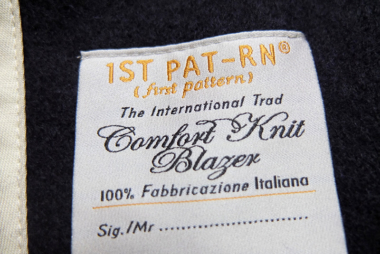 1ST PAT-RN®
(first pattern)
The International Trad
Comfort Knit
Blazer
100% Fabbricazione Italiana
Sig./Mr ................................